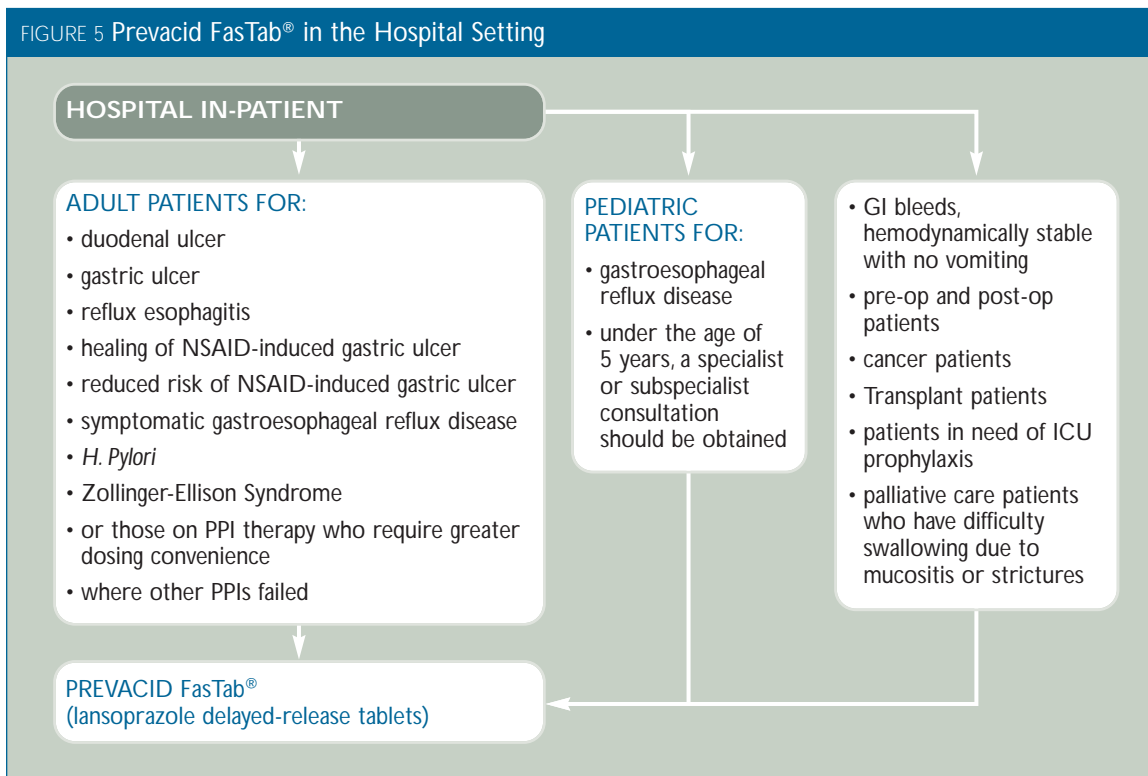 FIGURE 5 Prevacid FasTab® in the Hospital Setting
HOSPITAL IN-PATIENT
ADULT PATIENTS FOR:
• duodenal ulcer
• gastric ulcer
• reflux esophagitis
• healing of NSAID-induced gastric ulcer
• reduced risk of NSAID-induced gastric ulcer
• symptomatic gastroesophageal reflux disease
• H. Pylori
• Zollinger-Ellison Syndrome
• or those on PPI therapy who require greater
dosing convenience
• where other PPIs failed
PEDIATRIC
PATIENTS FOR:
• gastroesophageal
reflux disease
• under the age of
5 years, a specialist
or subspecialist
consultation
should be obtained
• GI bleeds,
hemodynamically stable
with no vomiting
• pre-op and post-op
patients
• cancer patients
• Transplant patients
• patients in need of ICU
prophylaxis
• palliative care patients
who have difficulty
swallowing due to
mucositis or strictures
PREVACID FasTab®
(lansoprazole delayed-release tablets)